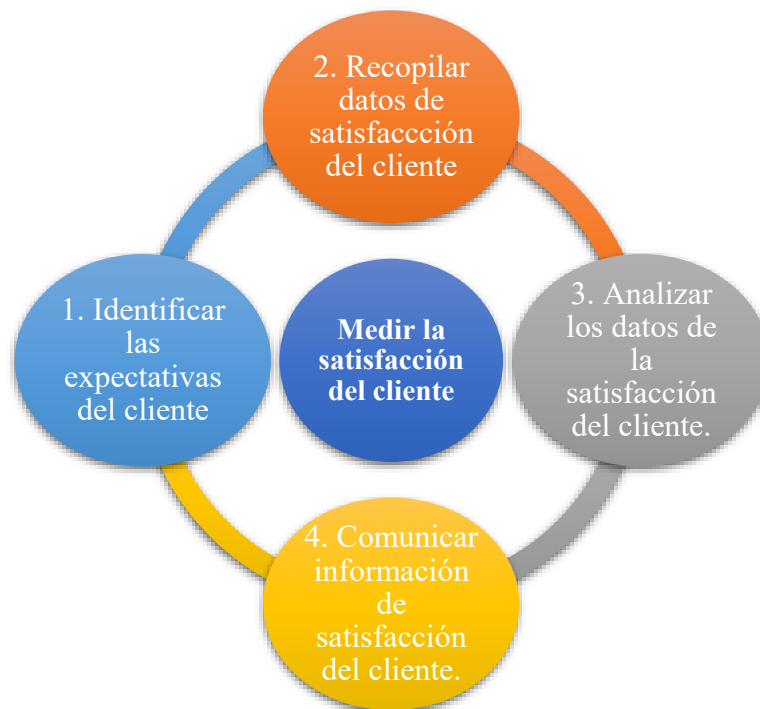 2. Recopilar
datos de
satisfaccción
del cliente
1. Identificar
las
expectativas
del cliente
Medir la
satisfacción
del cliente
3. Analizar
los datos de
la
satisfacción
del cliente.
4. Comunicar
información
de
satisfacción
del cliente.